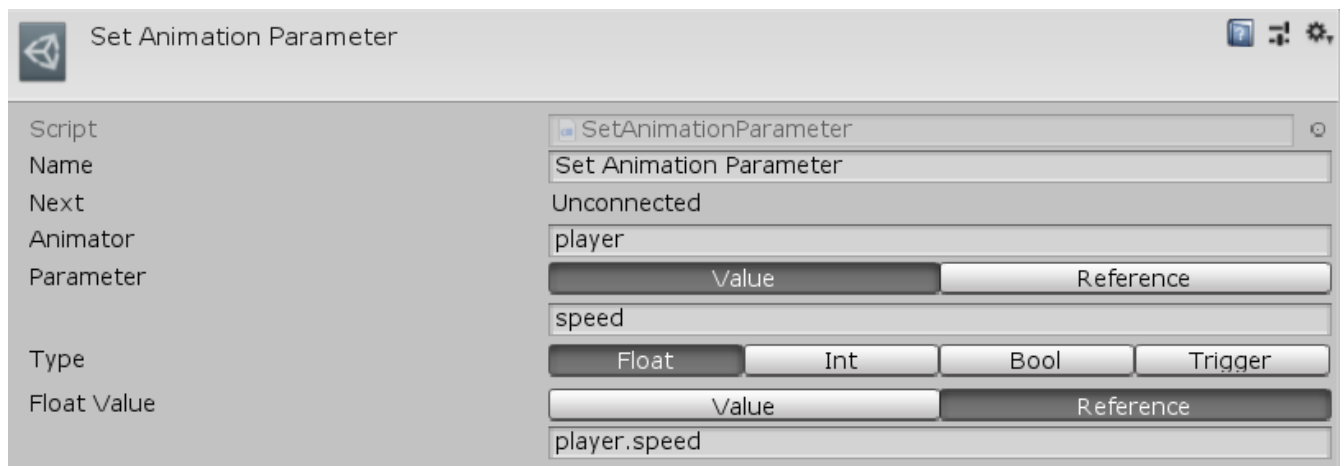 Set Animation Parameter
Script SetAnimationParameter
Name Set Animation Parameter
Next Unconnected
Animator player
Parameter Value Reference
speed
Type Float Int Bool Trigger
Float Value Value Reference
player.speed